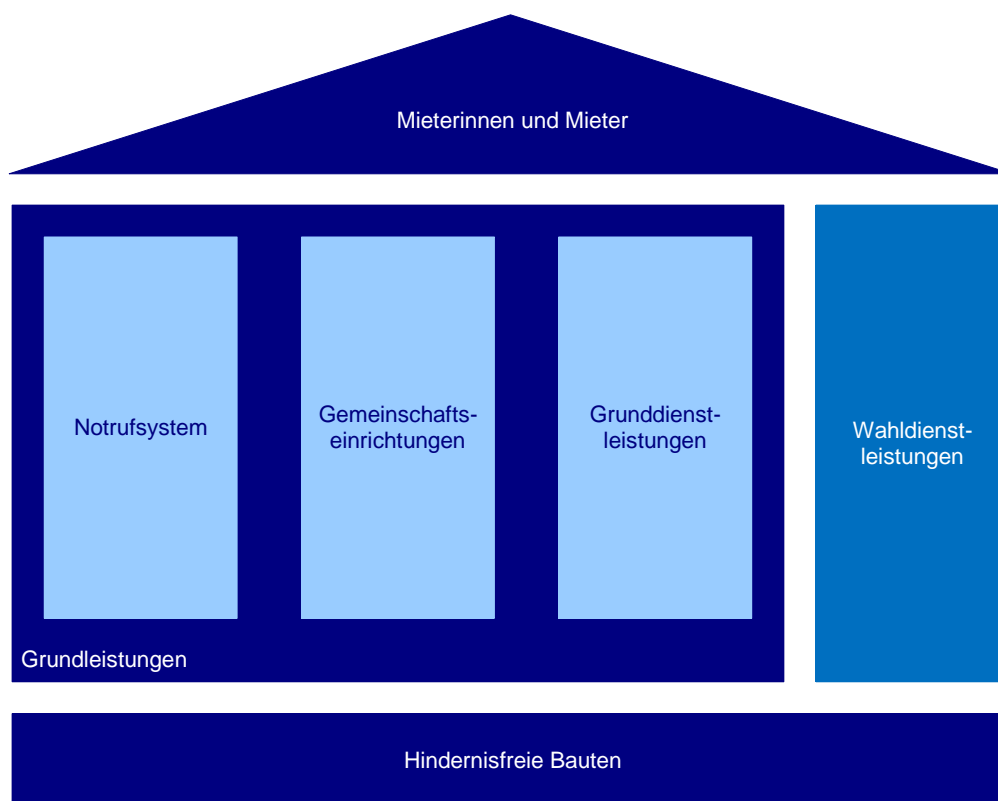 Mieterinnen und Mieter
Notrufsystem
Gemeinschafts-
einrichtungen
Grunddienst-
leistungen
Wahldienst-
leistungen
Grundleistungen
Hindernisfreie Bauten